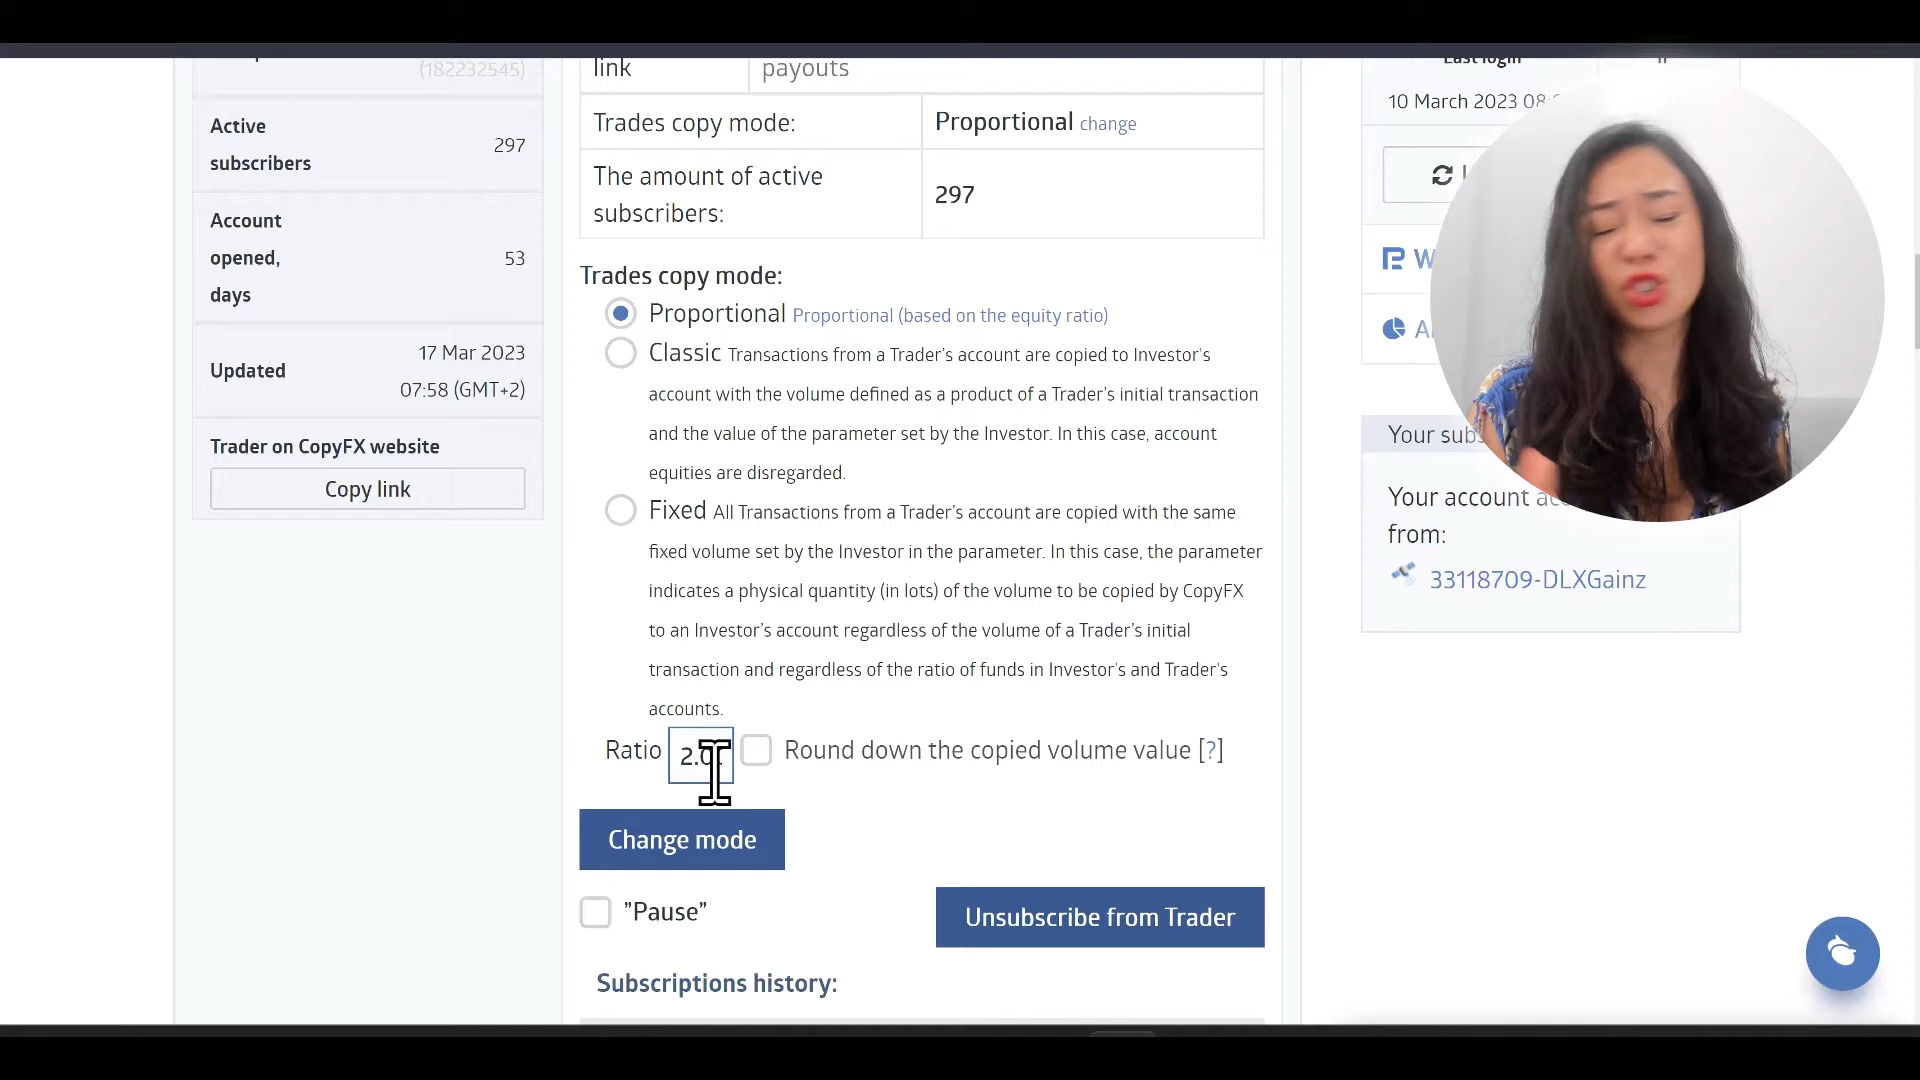 (182232545)
Active
subscribers
297
Account
opened,
days
53
Updated
17 Mar 2023
07:58 (GMT+2)
Trader on CopyFX website
Copy link
link
payouts
Trades copy mode:
Proportional change
The amount of active
subscribers:
297
Trades copy mode:
Proportional Proportional (based on the equity ratio)
Classic Transactions from a Trader's account are copied to Investor's
account with the volume defined as a product of a Trader's initial transaction
and the value of the parameter set by the Investor. In this case, account
equities are disregarded.
Fixed All Transactions from a Trader's account are copied with the same
fixed volume set by the Investor in the parameter. In this case, the parameter
indicates a physical quantity (in lots) of the volume to be copied by CopyFX
to an Investor's account regardless of the volume of a Trader's initial
transaction and regardless of the ratio of funds in Investor's and Trader's
accounts.
Ratio
Round down the copied volume value [?]
Change mode
"Pause"
Unsubscribe from Trader
Subscriptions history:
Last login
10 March 2023
Your account
from:
33118709-DLXGainz